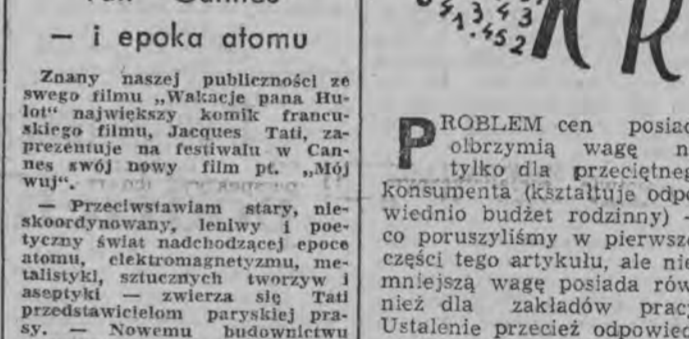 — i epoka atomu
Znany naszej publiczności ze
swego filmu „Wakacje pana Hu-
lot“ największy komik francu-
skiego filmu, Jacques Tati, za-
prezentuje na festiwalu w Can-
nes swój nowy film pt. „Mój
wuj“.
— Przeciwstawiam stary, nie-
skoordynowany, leniwy i poe-
tyczny świat nadchodzącej epoce
atomu, elektromagnetyzmu, me-
talistyki, sztucznych tworzyw i
aseptyki — zwierza się Tati
przedstawicielom paryskiej pra-
sy. — Nowemu budownictwu
PROBLEM cen posiad
olbrzymią wagę n
tylko dla przeciętneg
konsumenta (kształtuje odpo
wiednio budżet rodzinny) —
co poruszyliśmy w pierwsze
części tego artykułu, ale nie
mniejszą wagę posiada rów
nież dla zakładów pracy
Ustalenie przecież odpowied